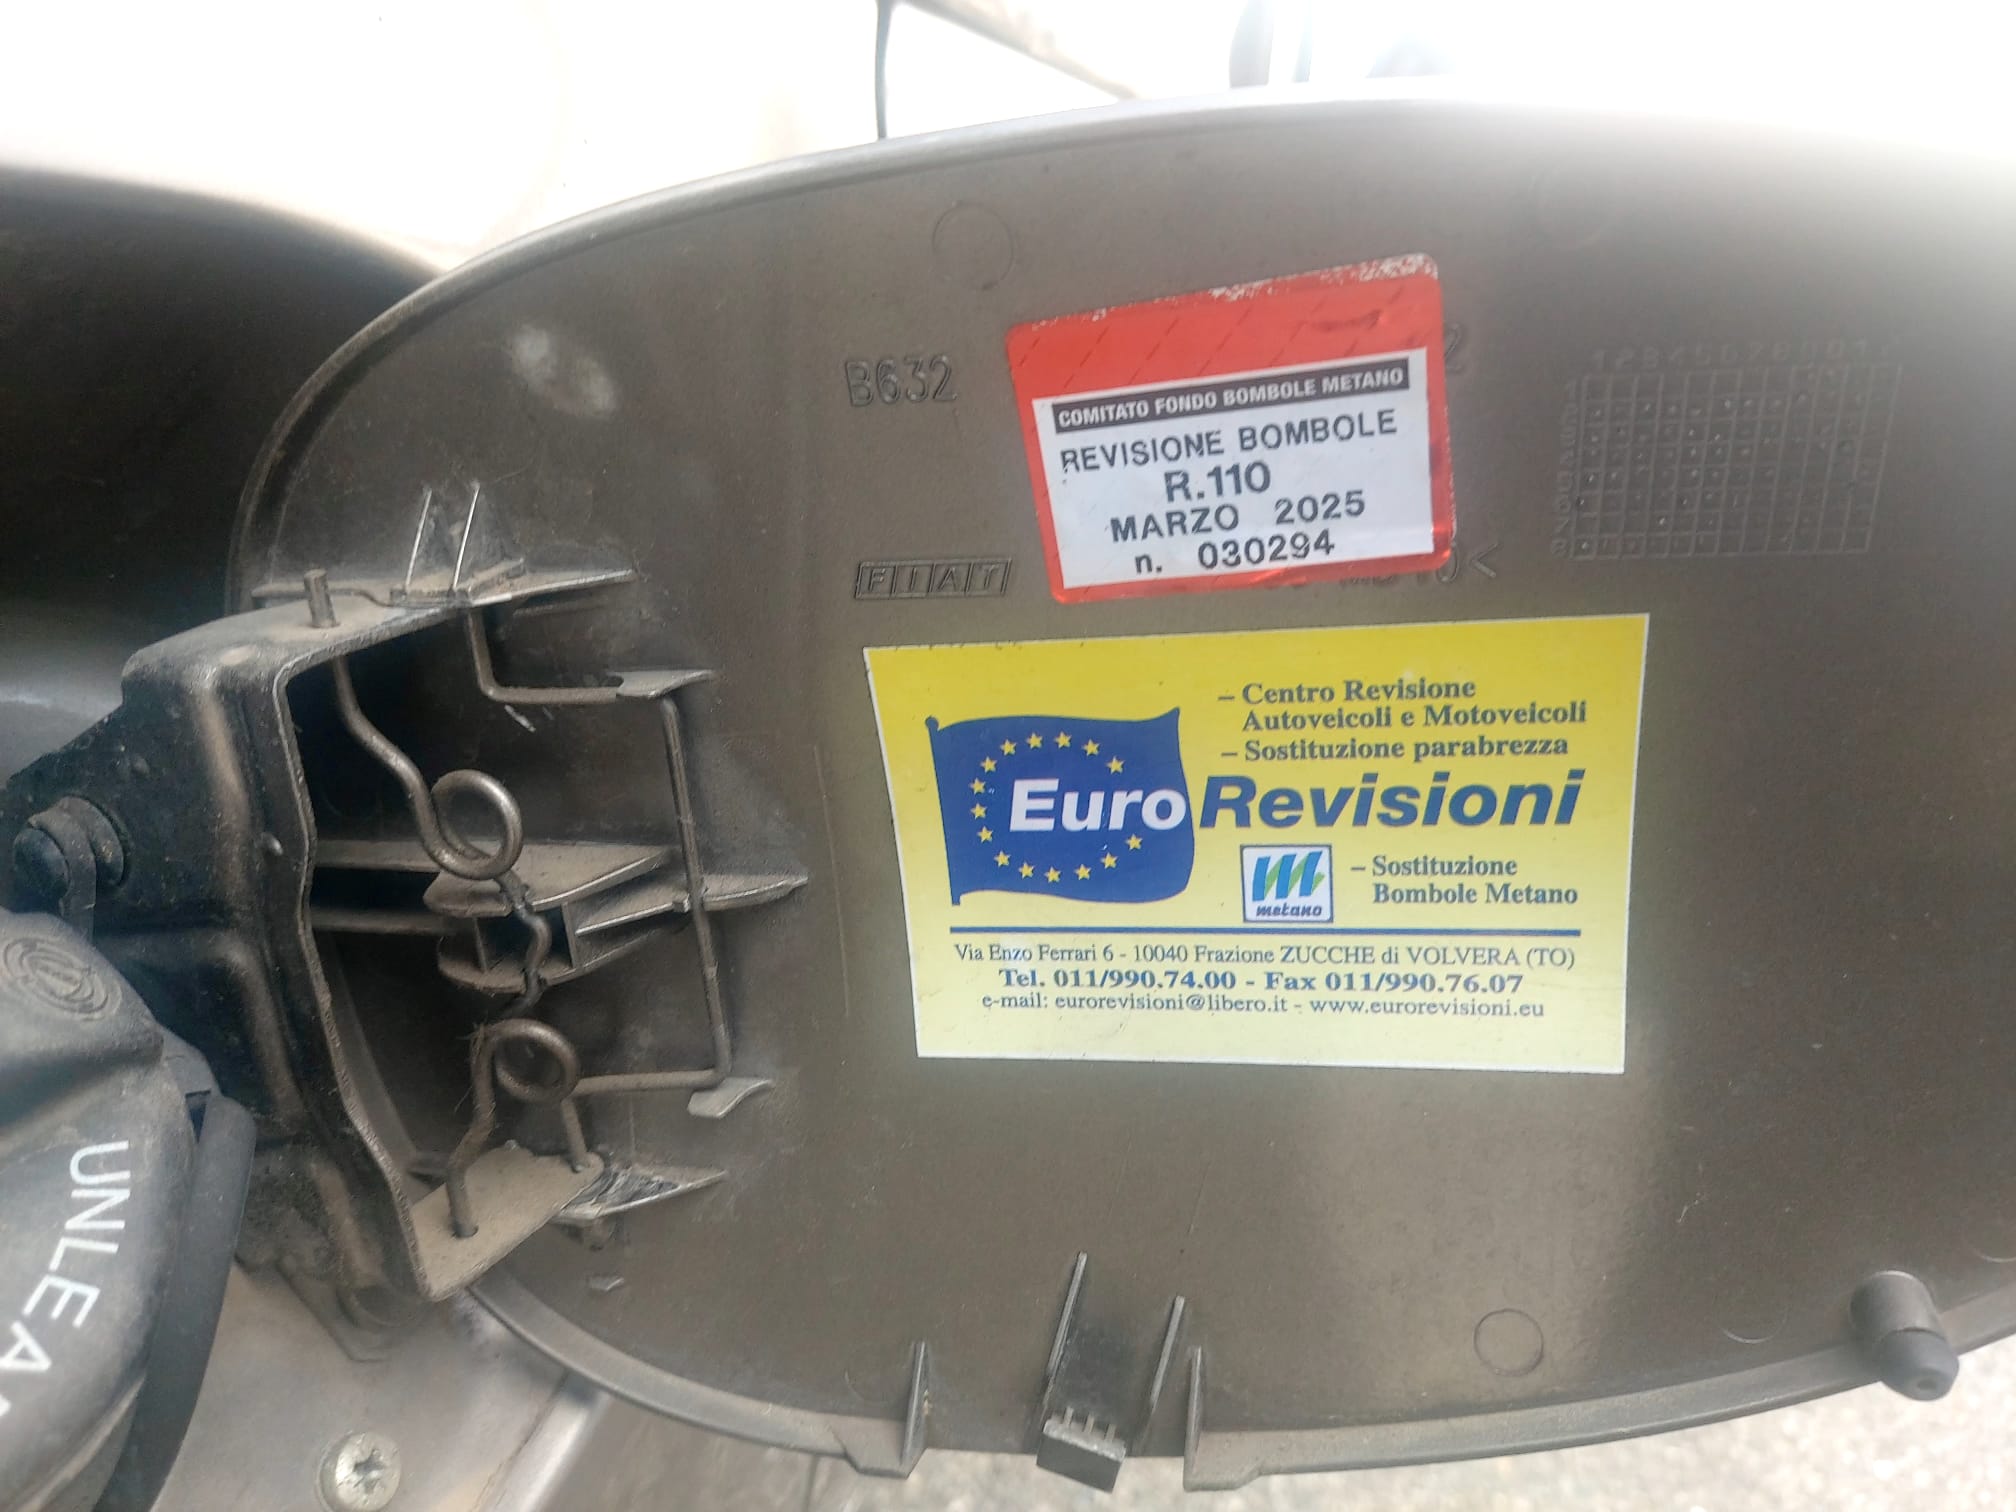 B632
COMITATO FONDO BOMBOLE METANO
REVISIONE BOMBOLE
R.110
MARZO 2025
n. 030294
FIAT
– Centro Revisione
Autoveicoli e Motoveicoli
– Sostituzione parabrezza
EuroRevisioni
metano
– Sostituzione
Bombole Metano
Via Enzo Ferrari 6 - 10040 Frazione ZUCCHE di VOLVERA (TO)
Tel. 011/990.74.00 - Fax 011/990.76.07
e-mail: eurorevisioni@libero.it - www.eurorevisioni.eu